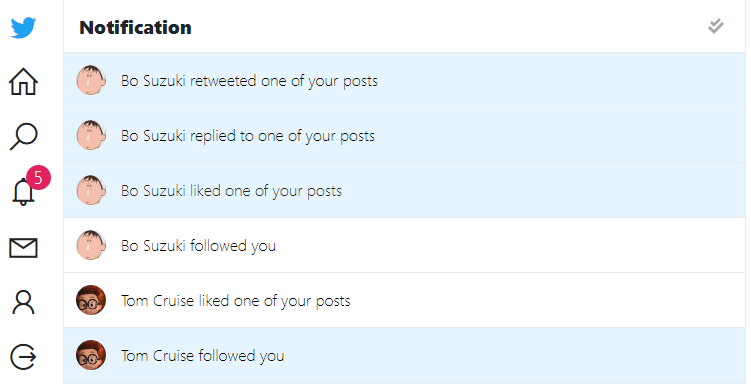 Notification
Bo Suzuki retweeted one of your posts
Bo Suzuki replied to one of your posts
5
Bo Suzuki liked one of your posts
Bo Suzuki followed you
Tom Cruise liked one of your posts
Tom Cruise followed you